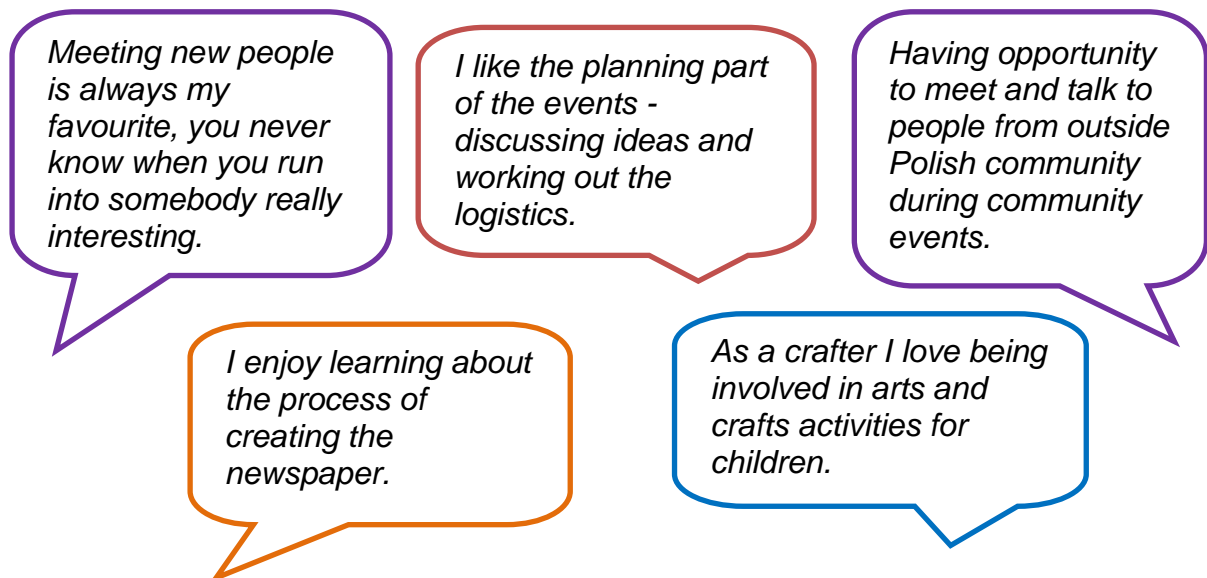 Meeting new people
is always my
favourite, you never
know when you run
into somebody really
interesting.
I like the planning part
of the events -
discussing ideas and
working out the
logistics.
Having opportunity
to meet and talk to
people from outside
Polish community
during community
events.
I enjoy learning about
the process of
creating the
newspaper.
As a crafter I love being
involved in arts and
crafts activities for
children.